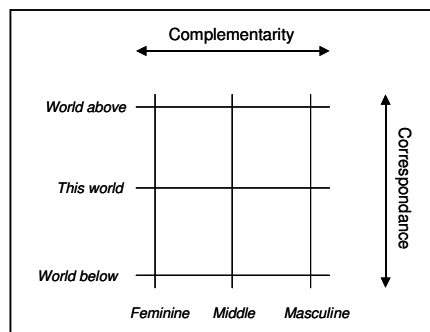 Complementarity
World above
This world
World below
Correspondance
Feminine
Middle
Masculine